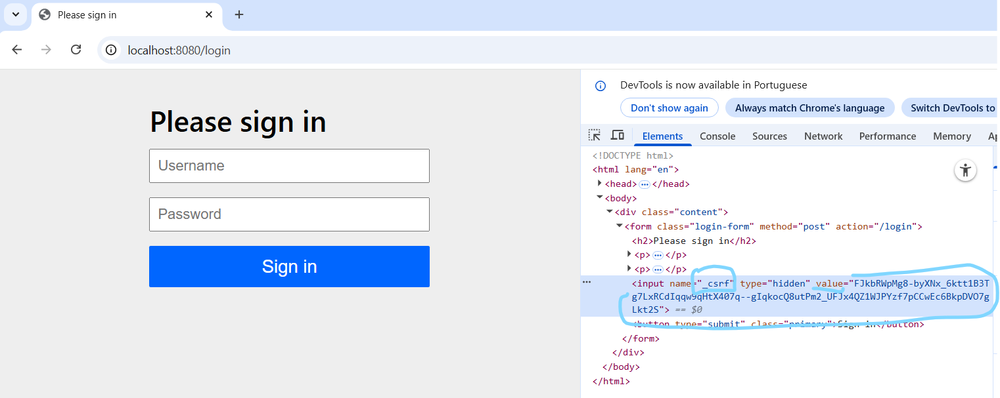 Please sign in
localhost:8080/login
Please sign in
Username
Password
Sign in
DevTools is now available in Portuguese
Don't show again Always match Chrome's language Switch DevTools to
Elements Console Sources Network Performance Memory Ap
<!DOCTYPE html>
<html lang="en">
<head> ••• </head>
<body>
<div class="content">
<form class="login-form" method="post" action="/login">
<h2>Please sign in</h2>
<p> ••• </p>
<p> ••• </p>
••• <input name="_csrf" type="hidden" value="FJkbRWpMg8-byXNx_6ktt1B3T
g7LxRCdIqqw9qHtX407q--gIqkocQ8utPm2_UFJx4QZ1WJPYzf7pCCwEc6BkpDVO7g
Lkt2S"> == $0
<button type="submit" class="primary">Sign in</button>
</form>
</div>
</body>
</html>